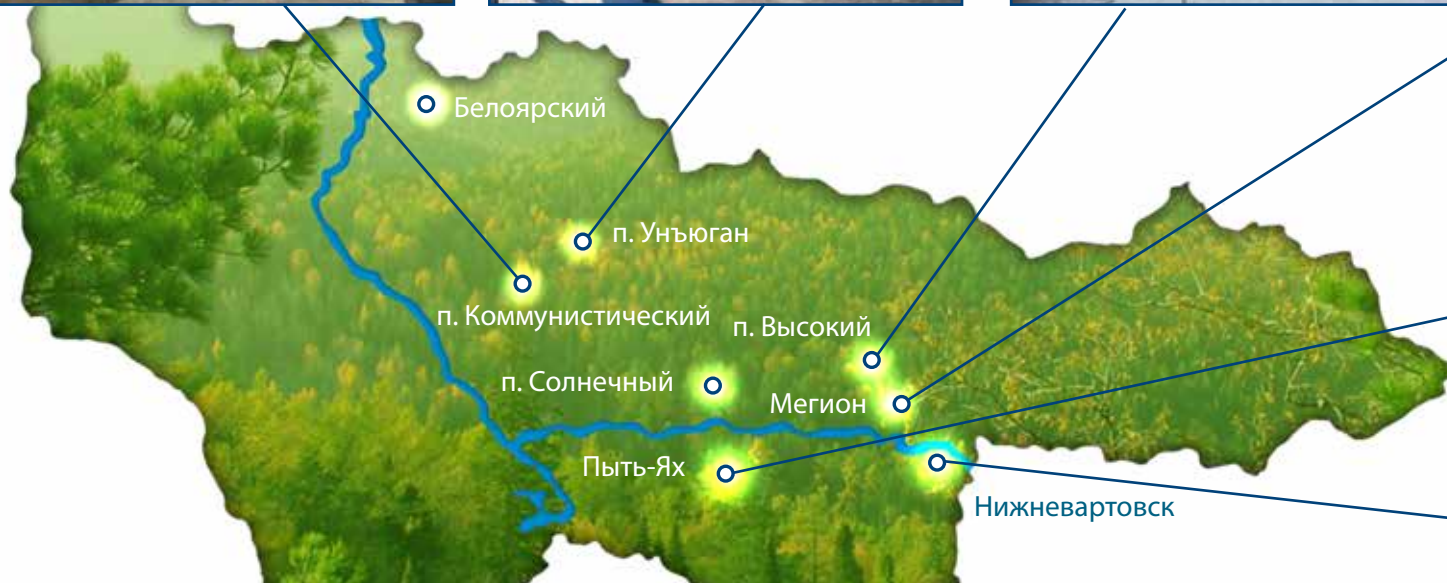 Белоярский
п. Унъюган
п. Коммунистический
п. Высокий
п. Солнечный
Мегион
Пыть-Ях
Нижневартовск